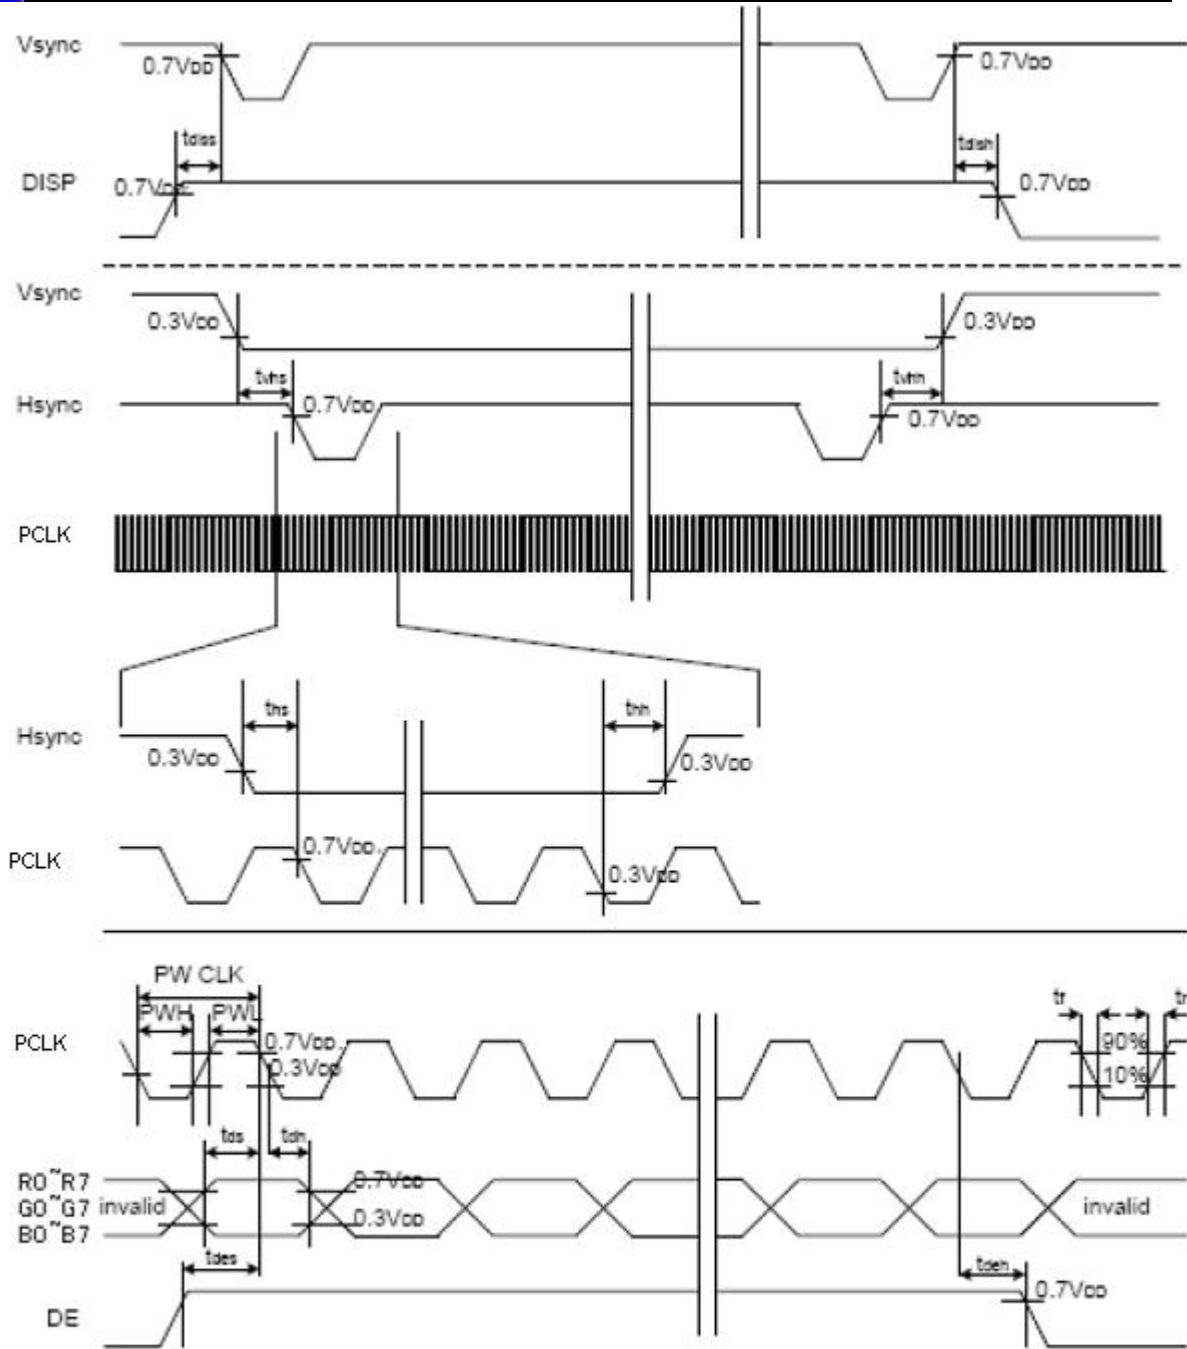 Vsync
0.7VDD
0.7VDD
tdiss
tdish
DISP
0.7VDD
0.7VDD
Vsync
0.3VDD
0.3VDD
tvhs
tvhh
Hsync
0.7VDD
0.7VDD
PCLK
ths
thh
Hsync
0.3VDD
0.3VDD
PCLK
0.7VDD
0.3VDD
PW CLK
PWH
PWL
tf
tr
PCLK
0.7VDD
90%
0.3VDD
10%
tds
tdh
R0~R7
0.7VDD
G0~G7
invalid
invalid
0.3VDD
B0~B7
tdes
tdeh
DE
0.7VDD